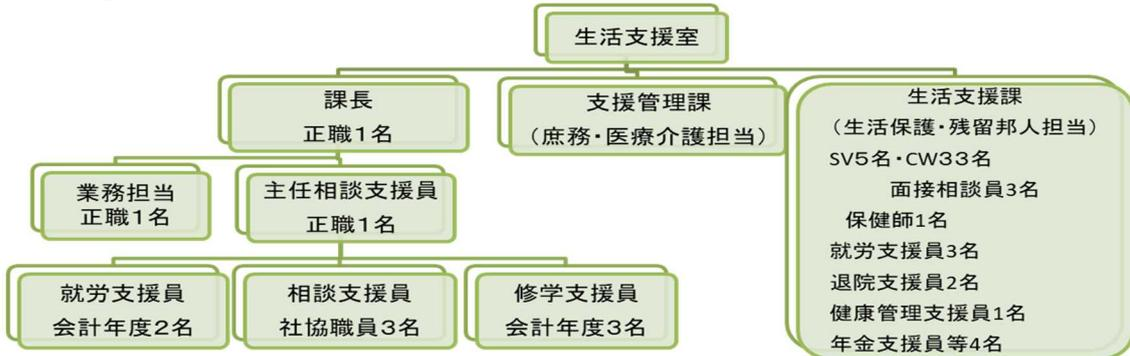 生活支援室
課長
正職1名
支援管理課
(庶務・医療介護担当)
生活支援課
(生活保護・残留邦人担当)
SV5名・CW33名
面接相談員3名
保健師1名
就労支援員3名
退院支援員2名
健康管理支援員1名
年金支援員等4名
業務担当
正職1名
主任相談支援員
正職1名
就労支援員
会計年度2名
相談支援員
社協職員3名
修学支援員
会計年度3名